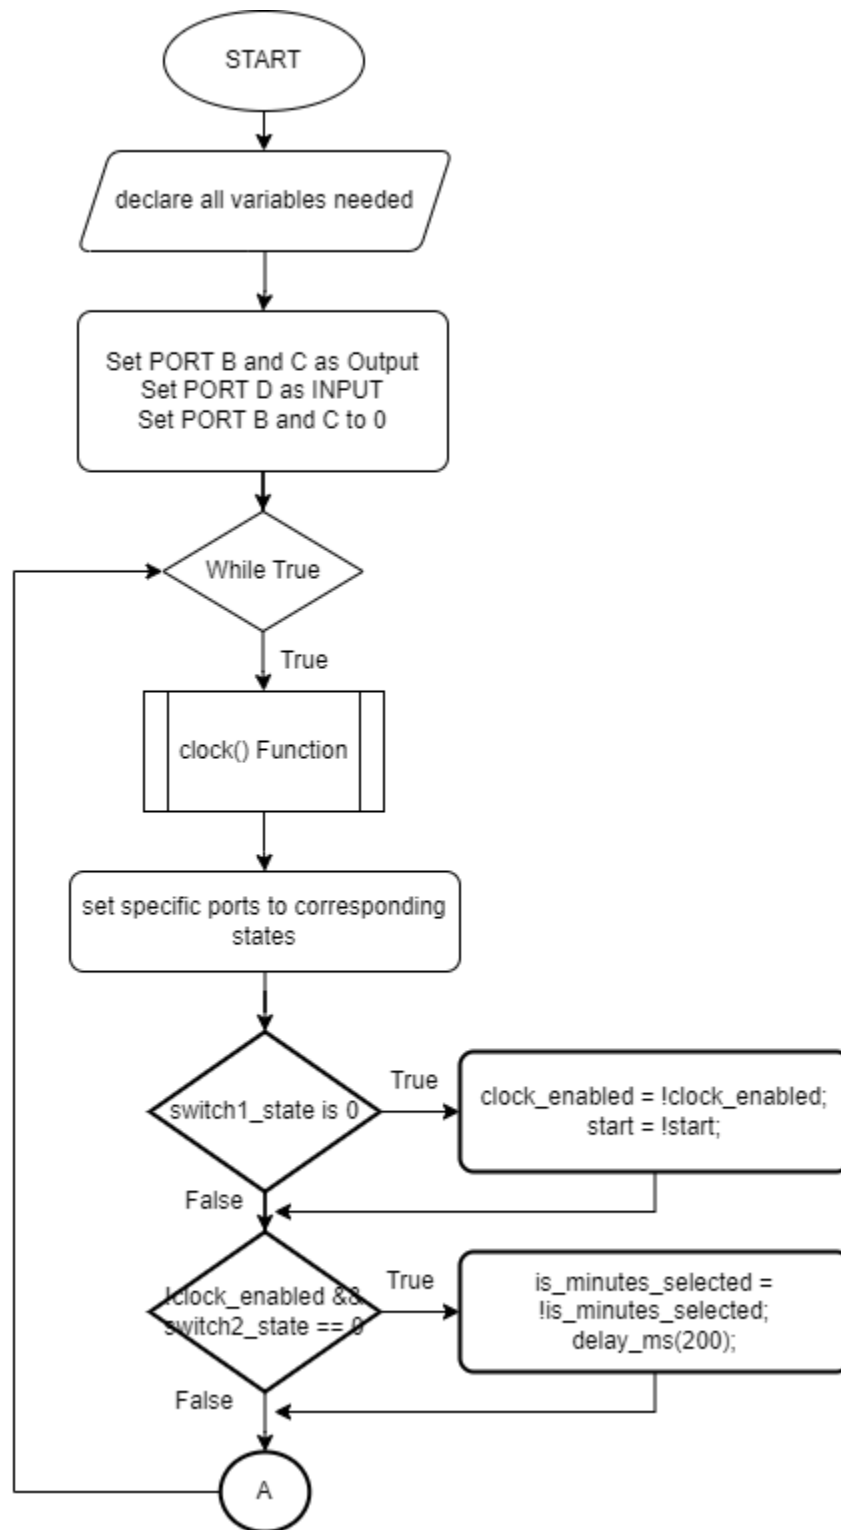 START
declare all variables needed
Set PORT B and C as Output
Set PORT D as INPUT
Set PORT B and C to 0
While True
True
clock() Function
set specific ports to corresponding
states
switch1_state is 0
True
clock_enabled = !clock_enabled;
start = !start;
False
!clock_enabled &&
switch2_state == 0
True
is_minutes_selected =
!is_minutes_selected;
delay_ms(200);
False
A